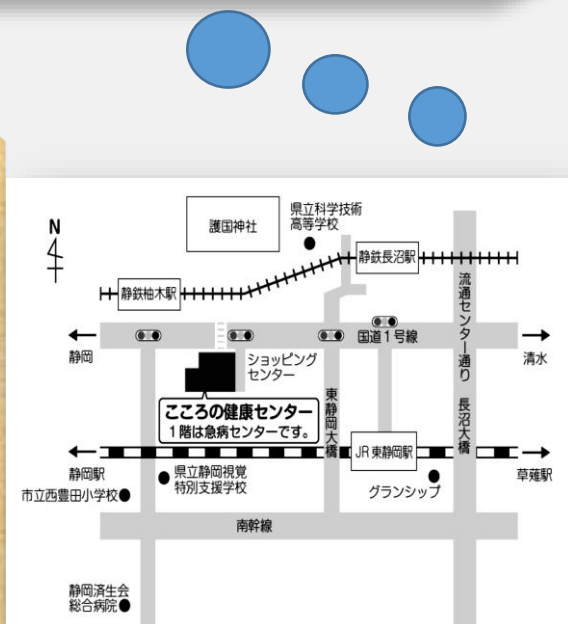 N
護国神社
県立科学技術
高等学校
静鉄長沼駅
静鉄柚木駅
流通センター通り
静岡
国道1号線
清水
ショッピング
センター
こころの健康センター
1階は急病センターです。
東静岡大橋
長沼大橋
JR東静岡駅
静岡駅
県立静岡視覚
特別支援学校
グランシップ
草薙駅
市立西豊田小学校
南幹線
静岡済生会
総合病院